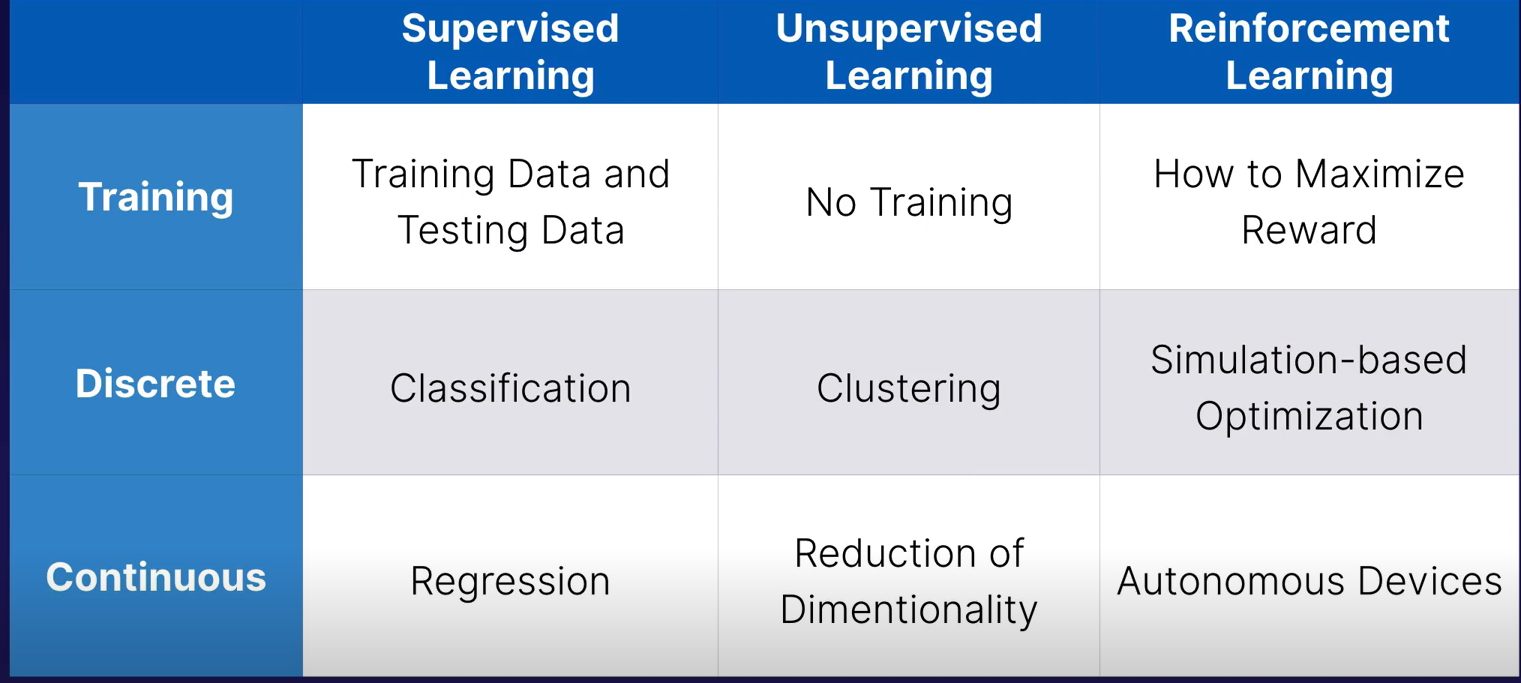 Supervised
Learning
Unsupervised
Learning
Reinforcement
Learning
Training
Training Data and
Testing Data
No Training
How to Maximize
Reward
Discrete
Classification
Clustering
Simulation-based
Optimization
Continuous
Regression
Reduction of
Dimentionality
Autonomous Devices